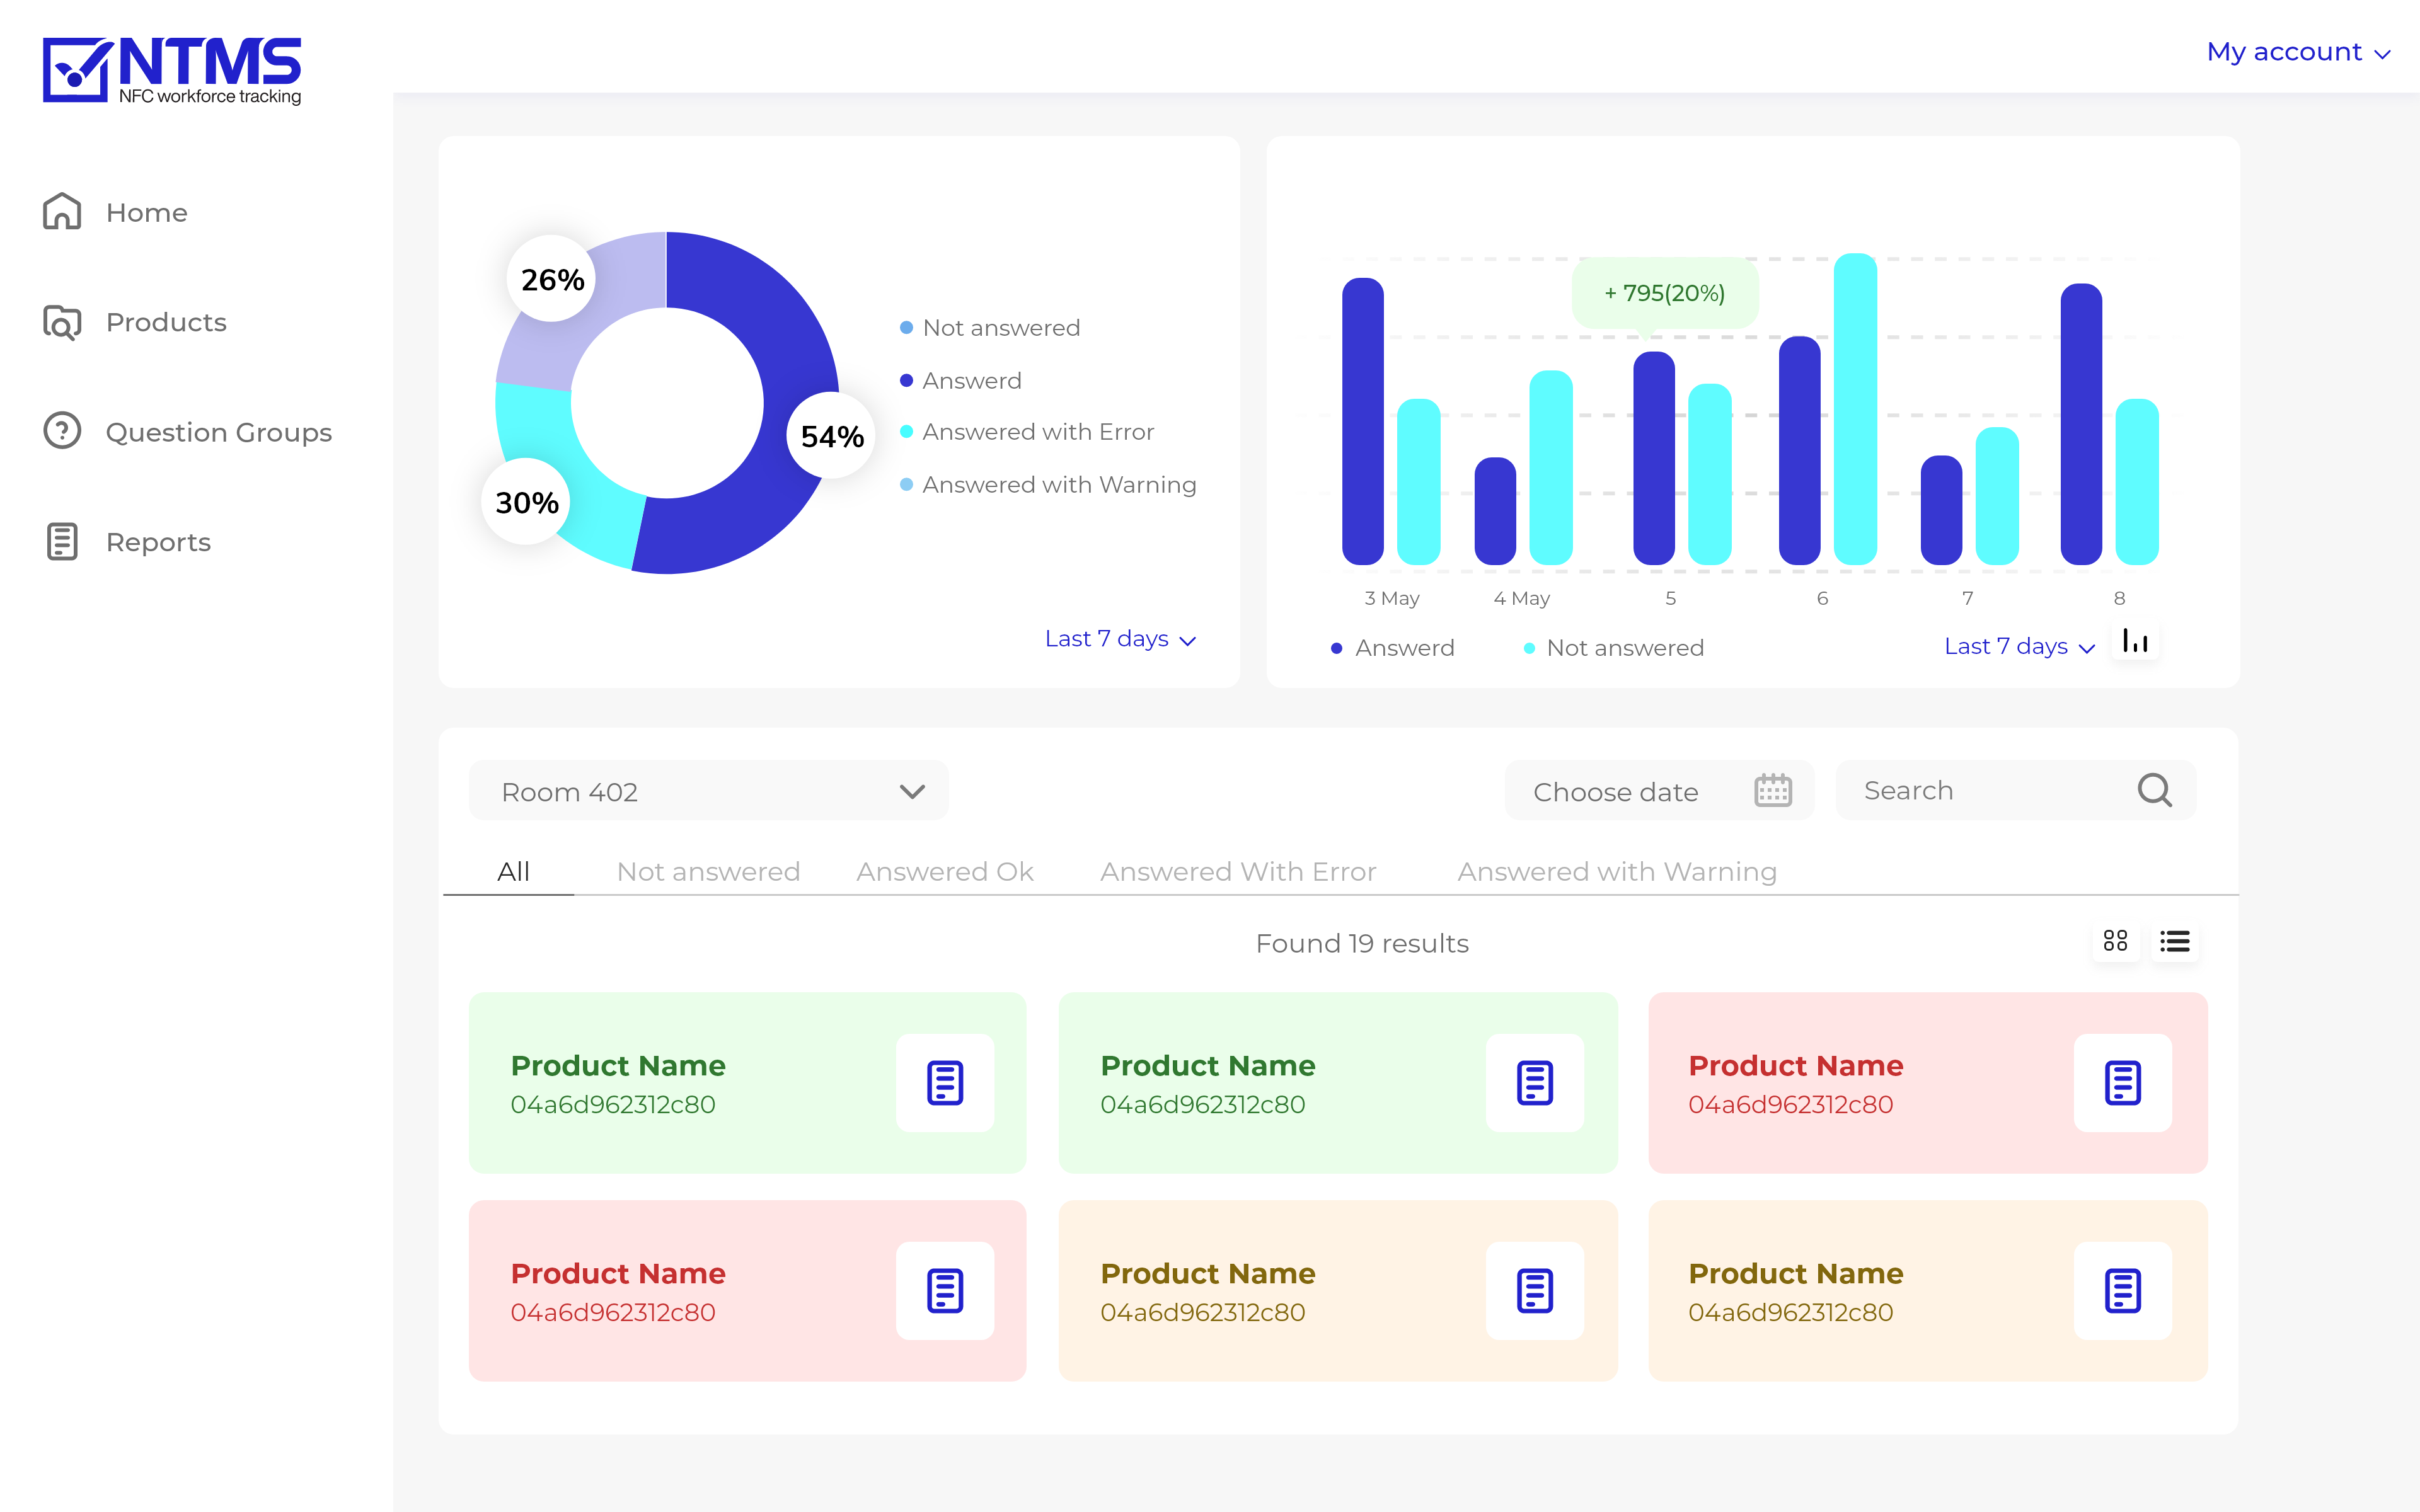 NTMS
NFC workforce tracking
My account
Home
Products
Question Groups
Reports
26%
54%
30%
Not answered
Answerd
Answered with Error
Answered with Warning
Last 7 days
+ 795(20%)
3 May
4 May
5
6
7
8
Answerd
Not answered
Last 7 days
Room 402
Choose date
Search
All
Not answered
Answered Ok
Answered With Error
Answered with Warning
Found 19 results
Product Name
04a6d962312c80
Product Name
04a6d962312c80
Product Name
04a6d962312c80
Product Name
04a6d962312c80
Product Name
04a6d962312c80
Product Name
04a6d962312c80